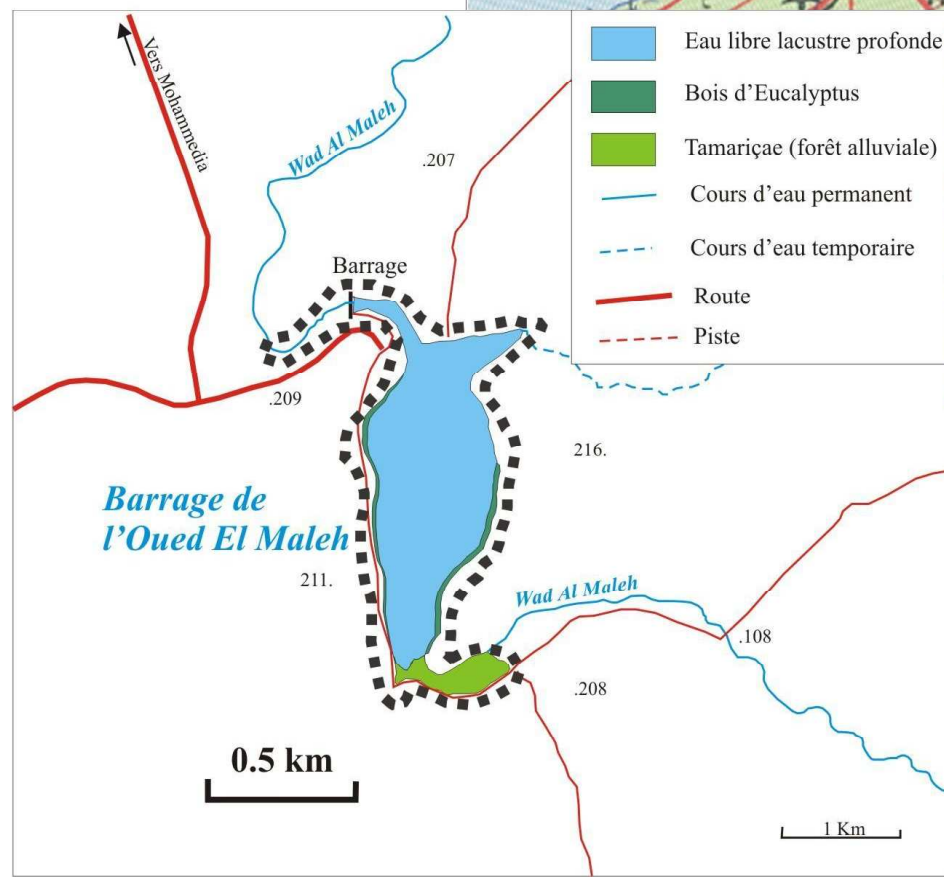 Vers Mohammedia
Wad Al Maleh
.207
Barrage
.209
216.
Barrage de
l'Oued El Maleh
211.
Wad Al Maleh
.108
.208
0.5 km
1 Km
Eau libre lacustre profonde
Bois d'Eucalyptus
Tamariçae (forêt alluviale)
Cours d'eau permanent
Cours d'eau temporaire
Route
Piste